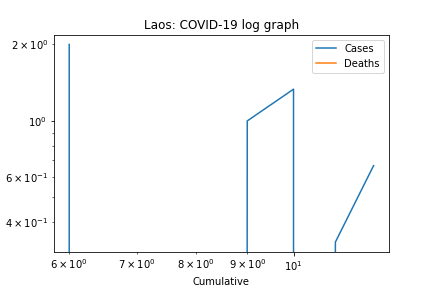 Laos: COVID-19 log graph
2 × 10⁰
10⁰
6 × 10⁻¹
4 × 10⁻¹
Cases
Deaths
6 × 10⁰ 7 × 10⁰ 8 × 10⁰ 9 × 10⁰ 10¹
Cumulative